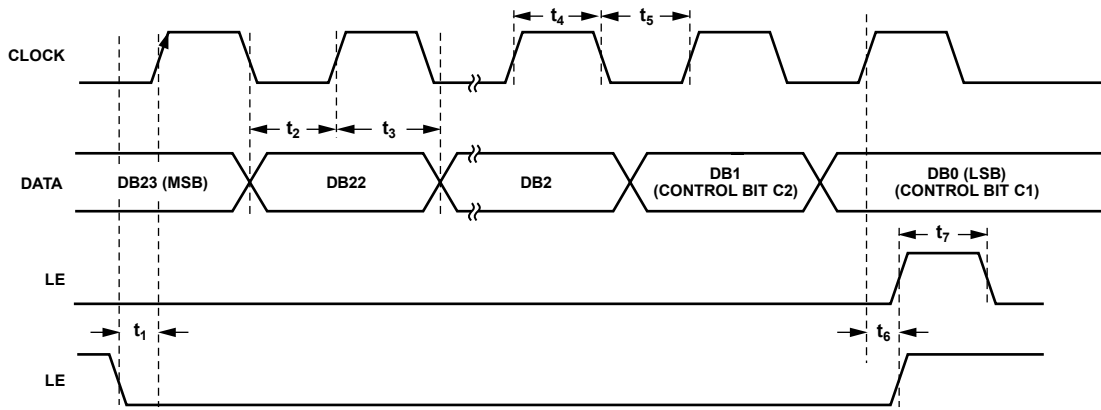 t4 t5
CLOCK
t2 t3
DATA DB23 (MSB) DB22 DB2 DB1 (CONTROL BIT C2) DB0 (LSB) (CONTROL BIT C1)
t7
LE
t1 t6
LE